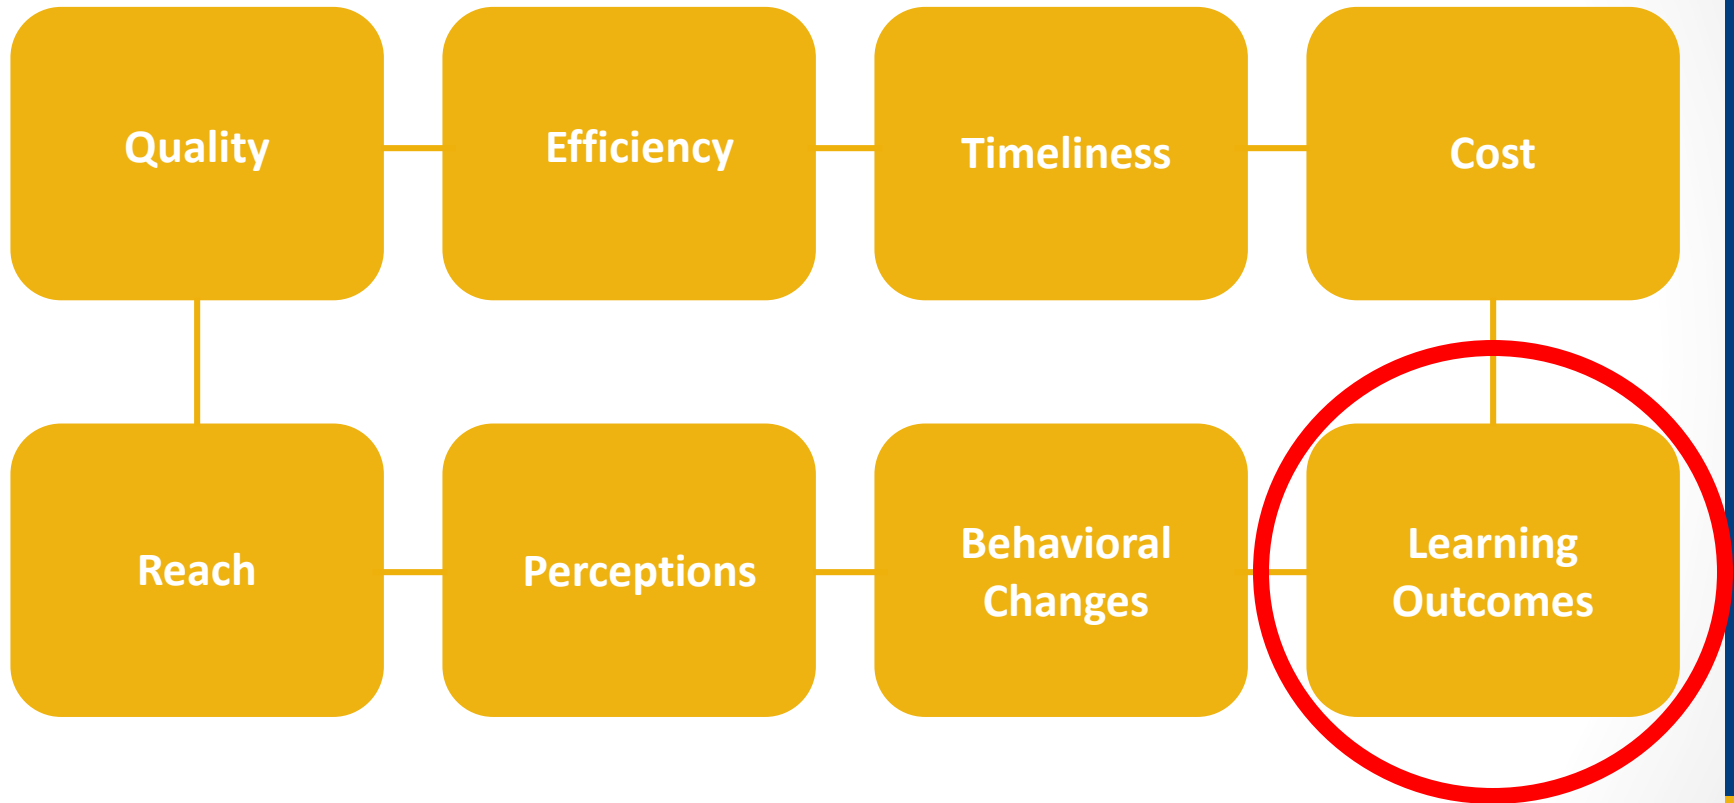 Quality
Efficiency
Timeliness
Cost
Reach
Perceptions
Behavioral
Changes
Learning
Outcomes